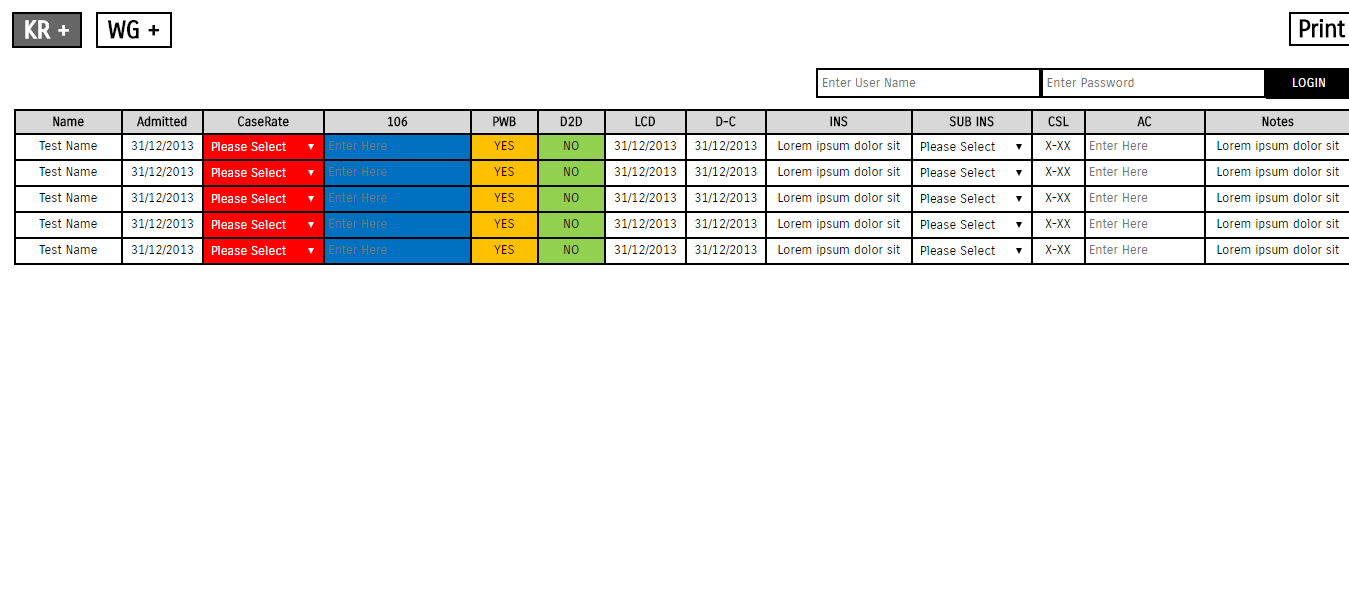 KR + WG + Print
Enter User Name Enter Password LOGIN
Name Admitted CaseRate 106 PWB D2D LCD D-C INS SUB INS CSL AC Notes
Test Name 31/12/2013 Please Select ▼ Enter Here YES NO 31/12/2013 31/12/2013 Lorem ipsum dolor sit Please Select ▼ X-XX Enter Here Lorem ipsum dolor sit
Test Name 31/12/2013 Please Select ▼ Enter Here YES NO 31/12/2013 31/12/2013 Lorem ipsum dolor sit Please Select ▼ X-XX Enter Here Lorem ipsum dolor sit
Test Name 31/12/2013 Please Select ▼ Enter Here YES NO 31/12/2013 31/12/2013 Lorem ipsum dolor sit Please Select ▼ X-XX Enter Here Lorem ipsum dolor sit
Test Name 31/12/2013 Please Select ▼ Enter Here YES NO 31/12/2013 31/12/2013 Lorem ipsum dolor sit Please Select ▼ X-XX Enter Here Lorem ipsum dolor sit
Test Name 31/12/2013 Please Select ▼ Enter Here YES NO 31/12/2013 31/12/2013 Lorem ipsum dolor sit Please Select ▼ X-XX Enter Here Lorem ipsum dolor sit